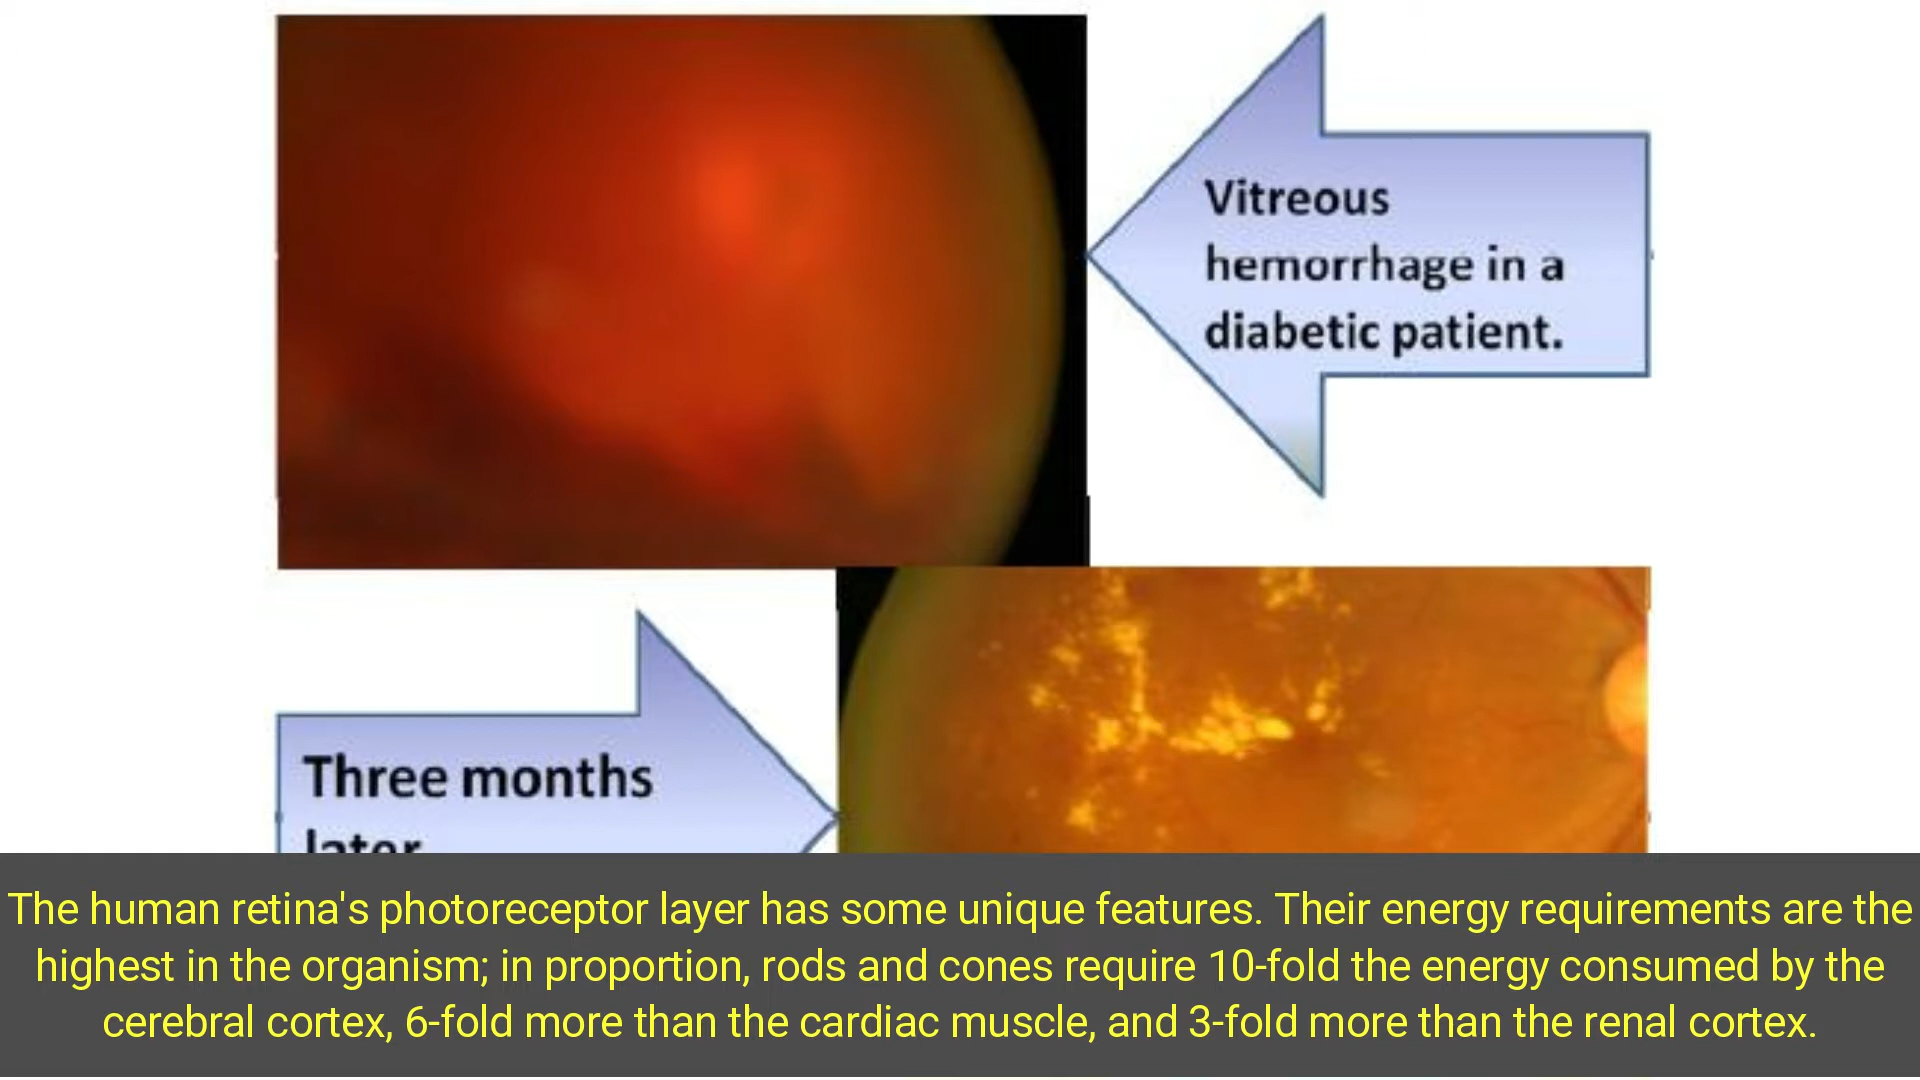 Vitreous
hemorrhage in a
diabetic patient.
Three months
later
The human retina's photoreceptor layer has some unique features. Their energy requirements are the
highest in the organism; in proportion, rods and cones require 10-fold the energy consumed by the
cerebral cortex, 6-fold more than the cardiac muscle, and 3-fold more than the renal cortex.